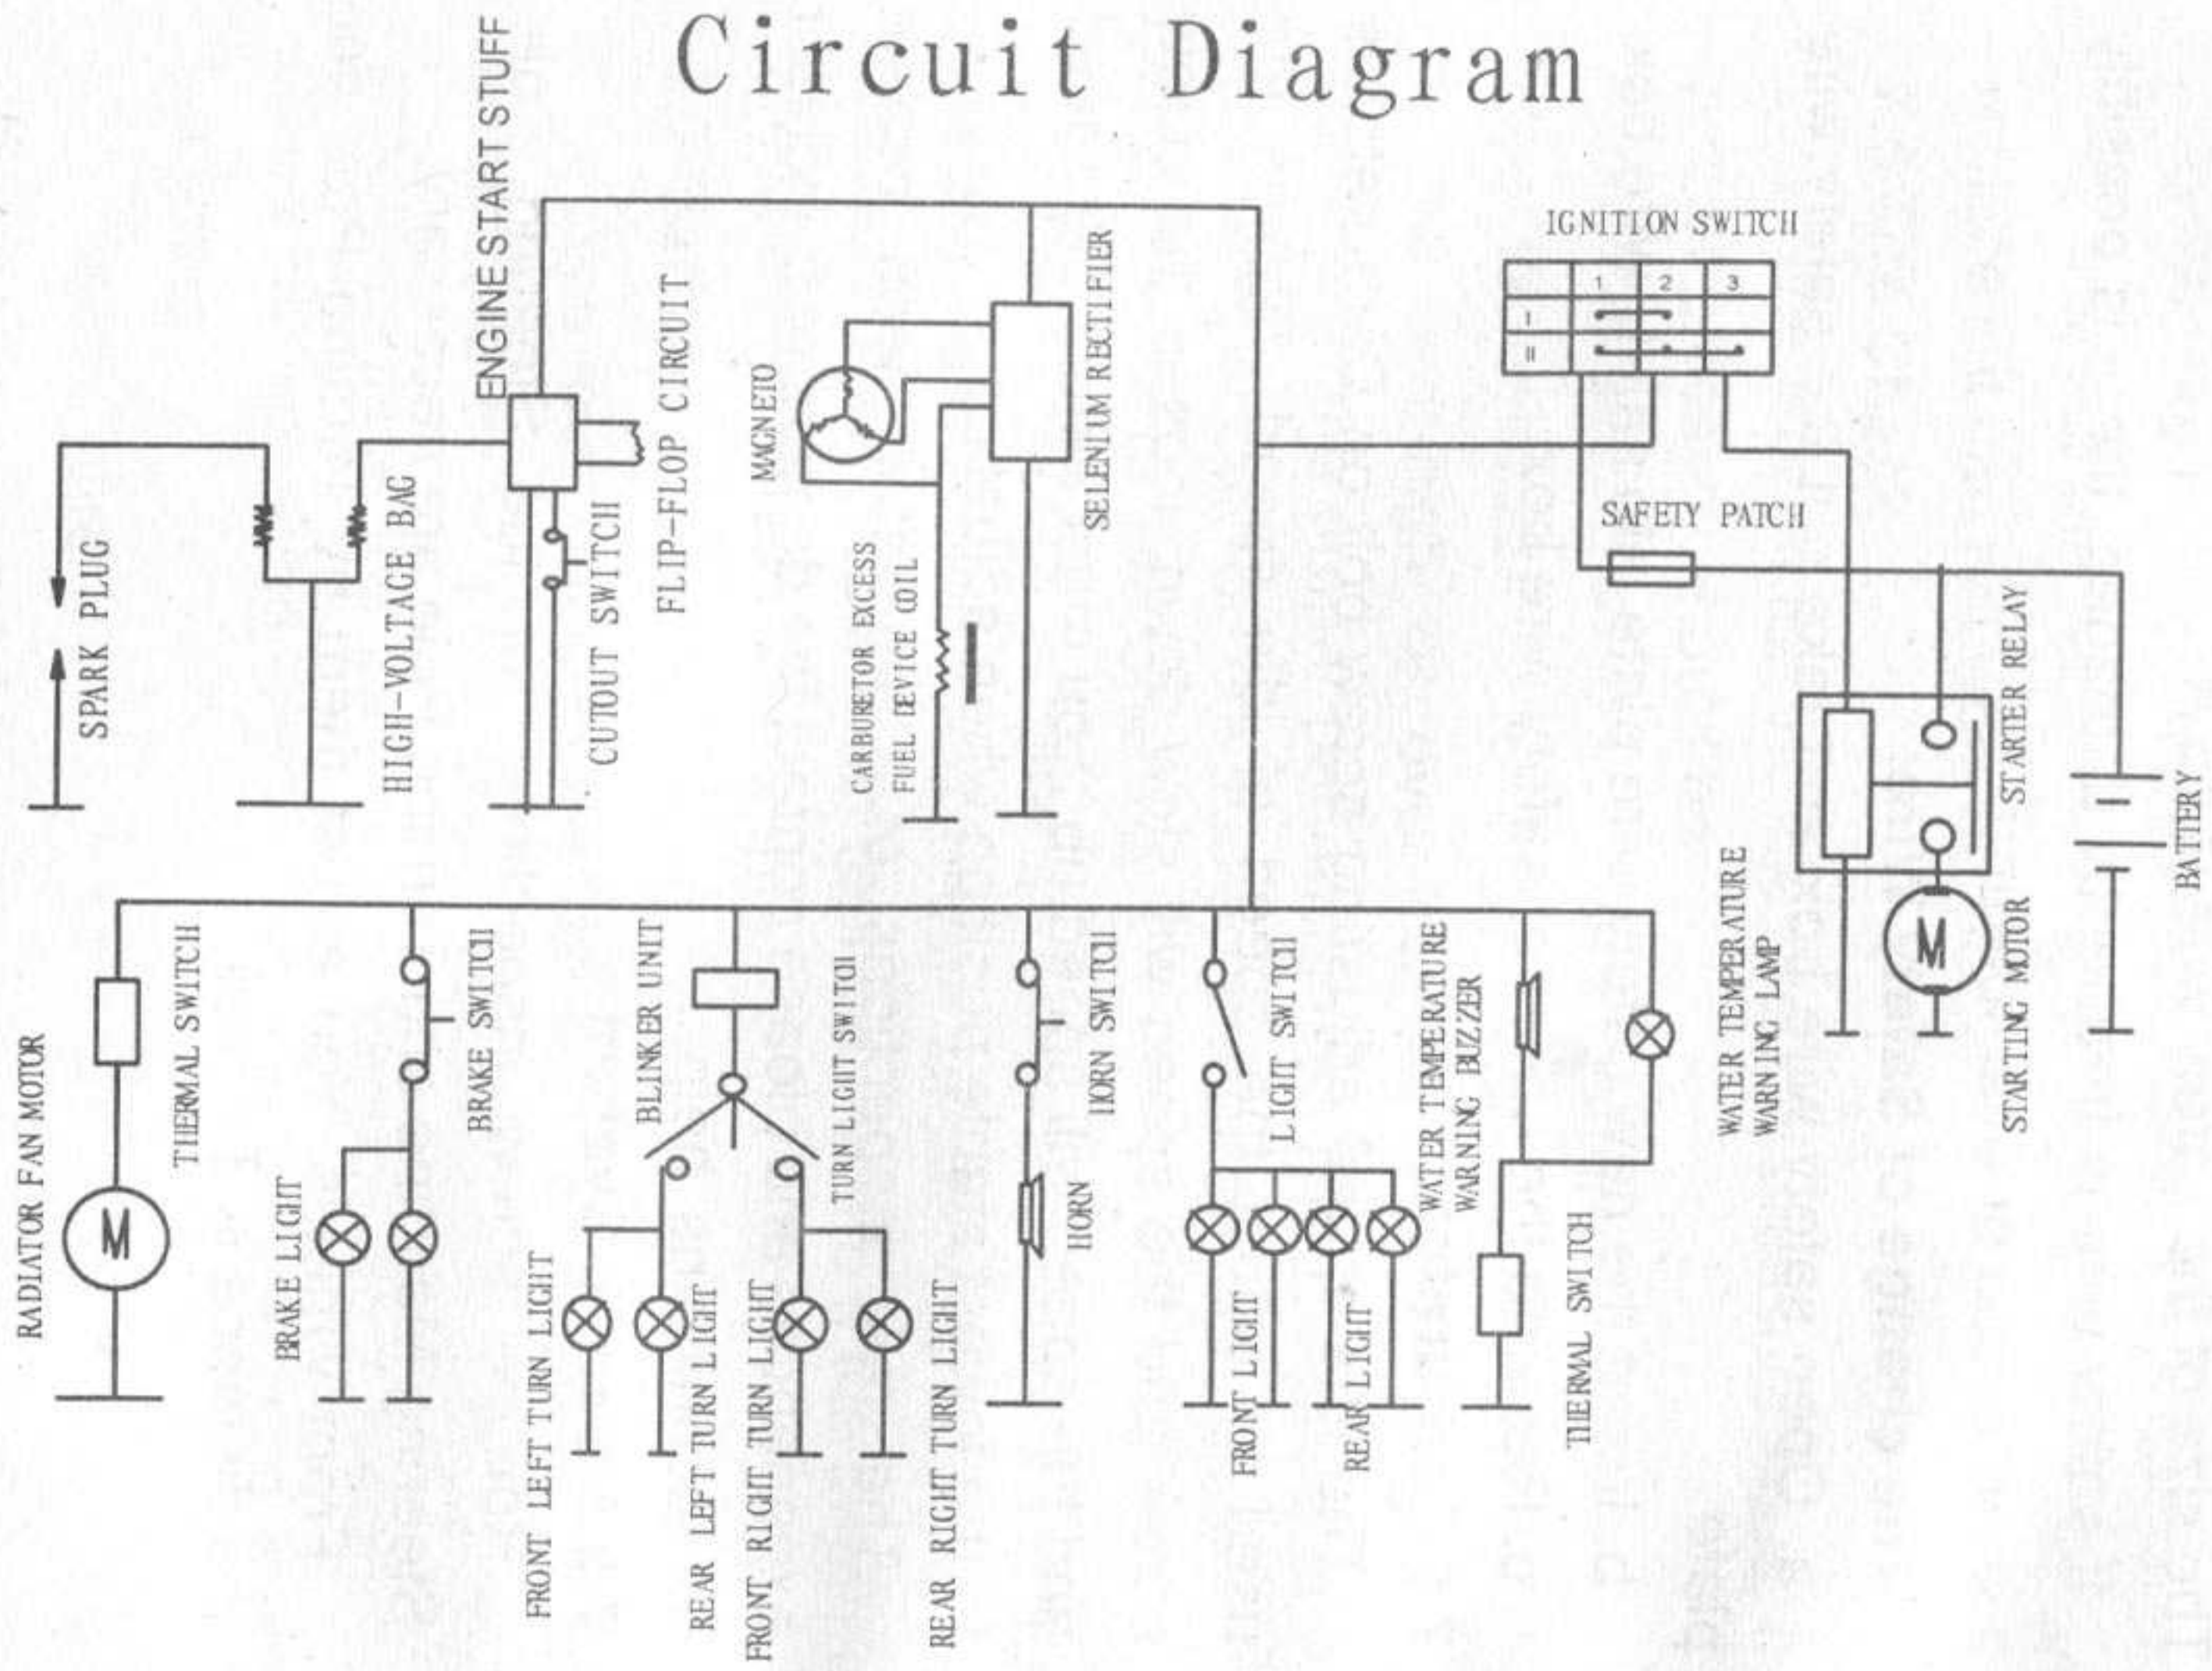 Circuit Diagram
ENGINE START STUFF
IGNITION SWITCH
1 2 3
I
II
SPARK PLUG
HIGH-VOLTAGE BAG
CUTOUT SWITCH
FLIP-FLOP CIRCUIT
MAGNETO
CARBURETOR EXCESS
FUEL DEVICE COIL
SELENIUM RECTIFIER
SAFETY PATCH
STARTER RELAY
BATTERY
STARTING MOTOR
M
WATER TEMPERATURE
WARNING LAMP
RADIATOR FAN MOTOR
M
THERMAL SWITCH
BRAKE LIGHT
BRAKE SWITCH
BLINKER UNIT
TURN LIGHT SWITCH
FRONT LEFT TURN LIGHT
REAR LEFT TURN LIGHT
FRONT RIGHT TURN LIGHT
REAR RIGHT TURN LIGHT
HORN SWITCH
HORN
LIGHT SWITCH
FRONT LIGHT
REAR LIGHT
WATER TEMPERATURE
WARNING BUZZER
THERMAL SWITCH